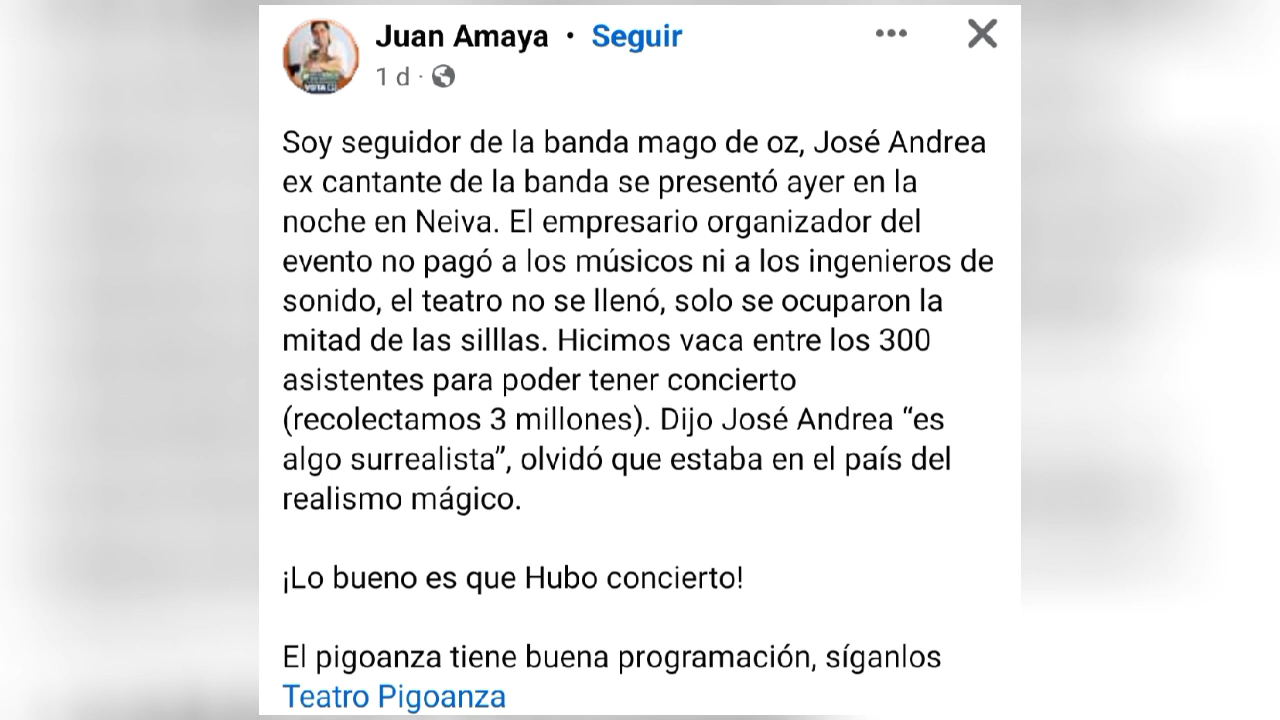 Juan Amaya · Seguir
1 d ·
Soy seguidor de la banda mago de oz, José Andrea
ex cantante de la banda se presentó ayer en la
noche en Neiva. El empresario organizador del
evento no pagó a los músicos ni a los ingenieros de
sonido, el teatro no se llenó, solo se ocuparon la
mitad de las silllas. Hicimos vaca entre los 300
asistentes para poder tener concierto
(recolectamos 3 millones). Dijo José Andrea “es
algo surrealista”, olvidó que estaba en el país del
realismo mágico.
¡Lo bueno es que Hubo concierto!
El pigoanza tiene buena programación, síganlos
Teatro Pigoanza